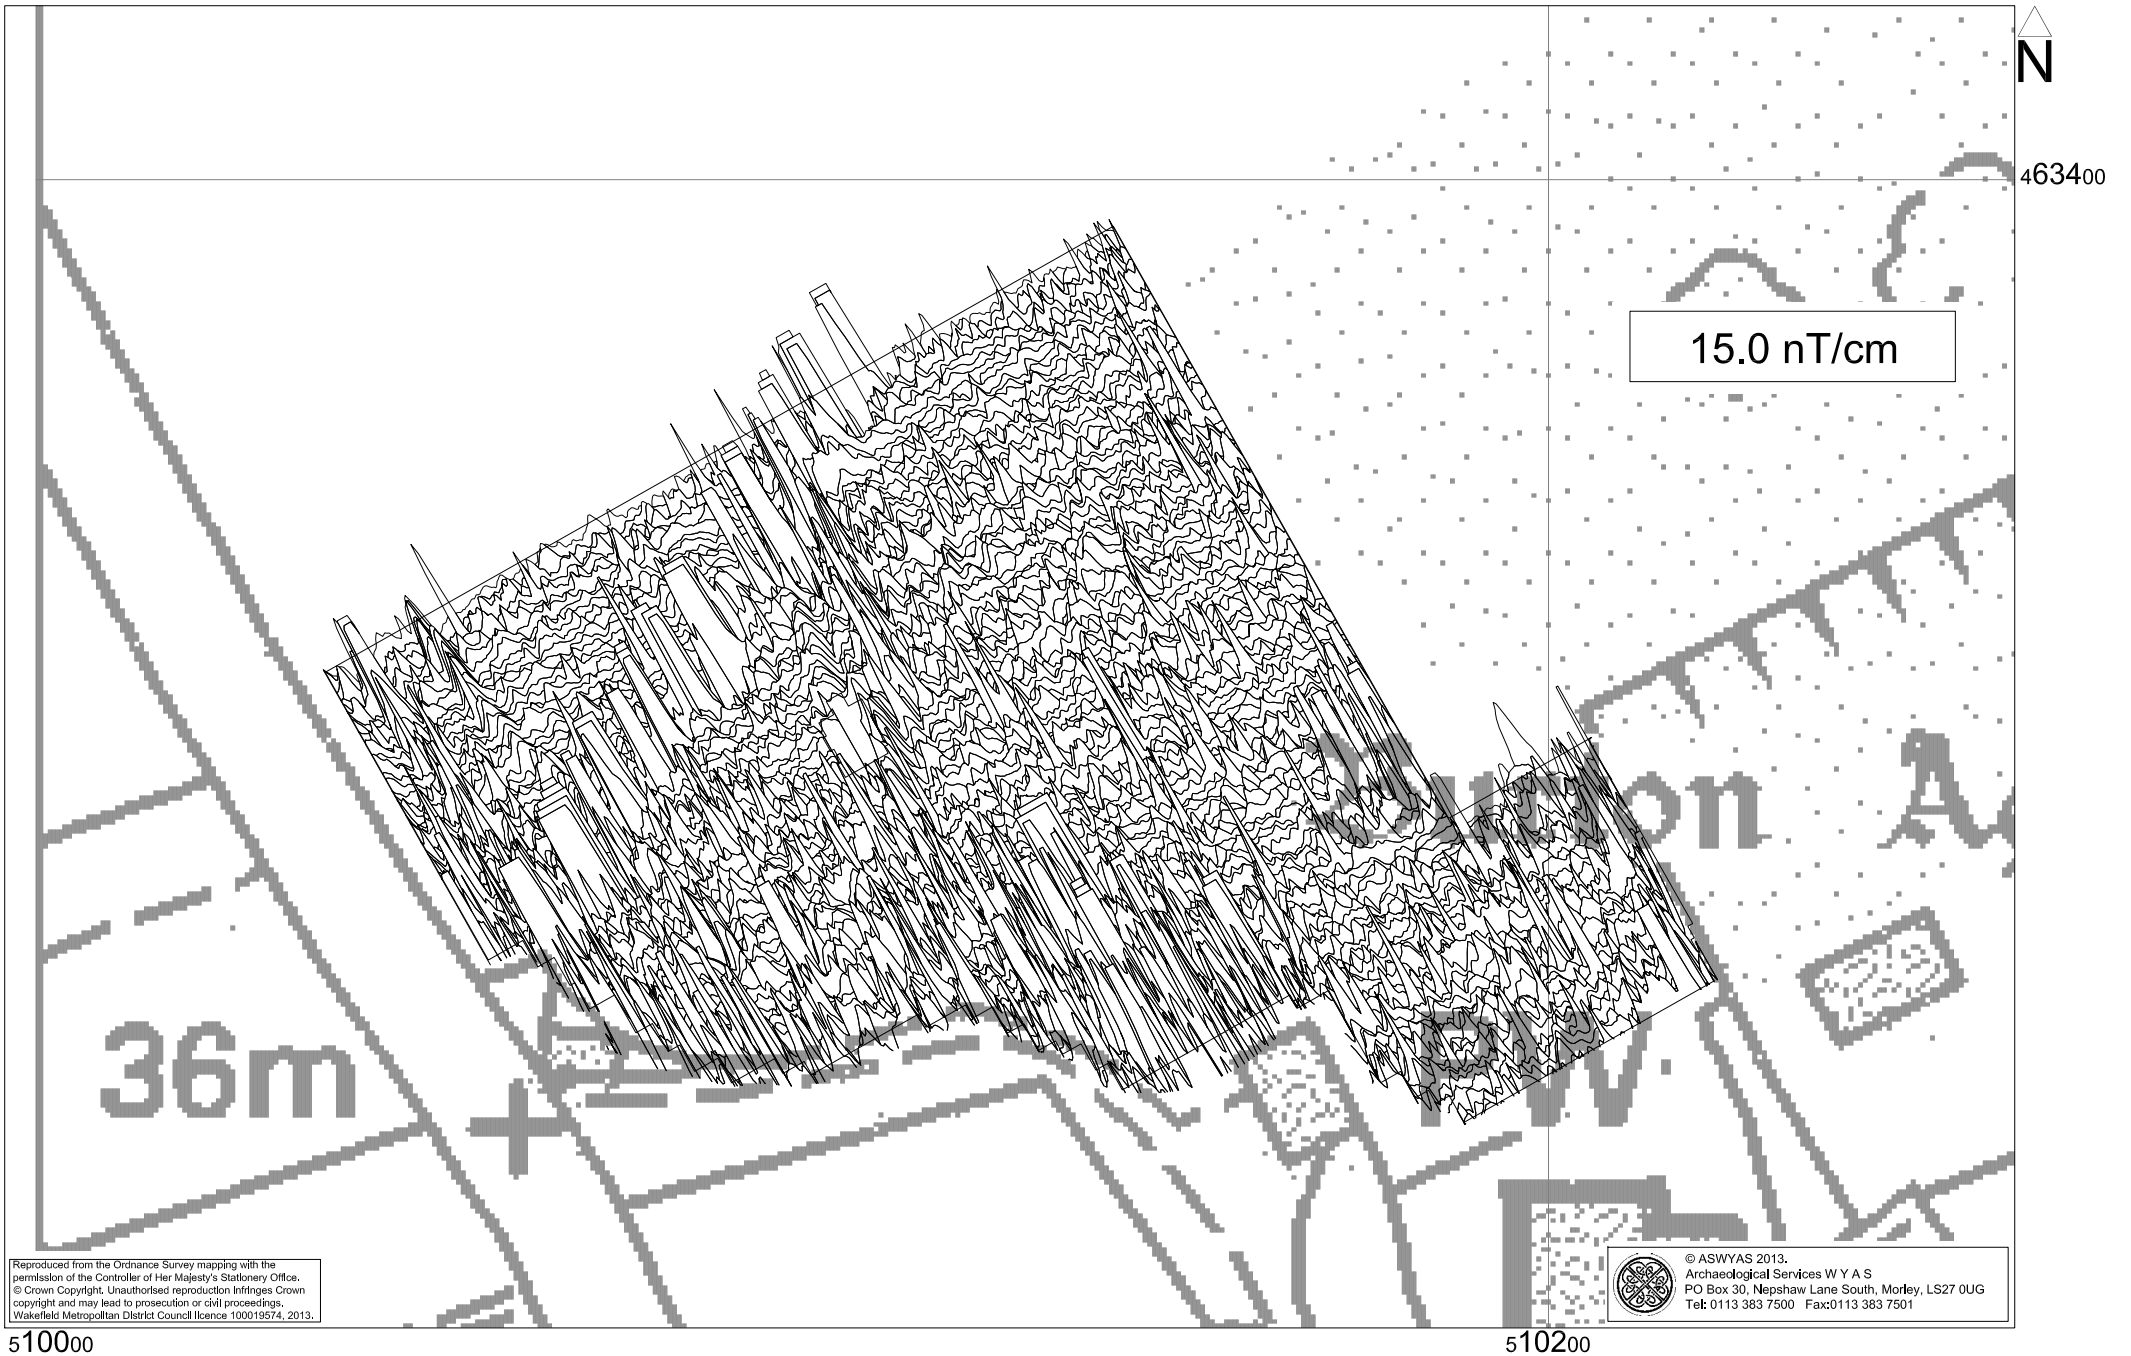 N
463400
15.0 nT/cm
36m
PW
Reproduced from the Ordnance Survey mapping with the
permission of the Controller of Her Majesty's Stationery Office.
© Crown Copyright. Unauthorised reproduction infringes Crown
copyright and may lead to prosecution or civil proceedings.
Wakefield Metropolitan District Council licence 100019574, 2013.
© ASWYAS 2013.
Archaeological Services W Y A S
PO Box 30, Nepshaw Lane South, Morley, LS27 0UG
Tel: 0113 383 7500 Fax:0113 383 7501
510000
510200